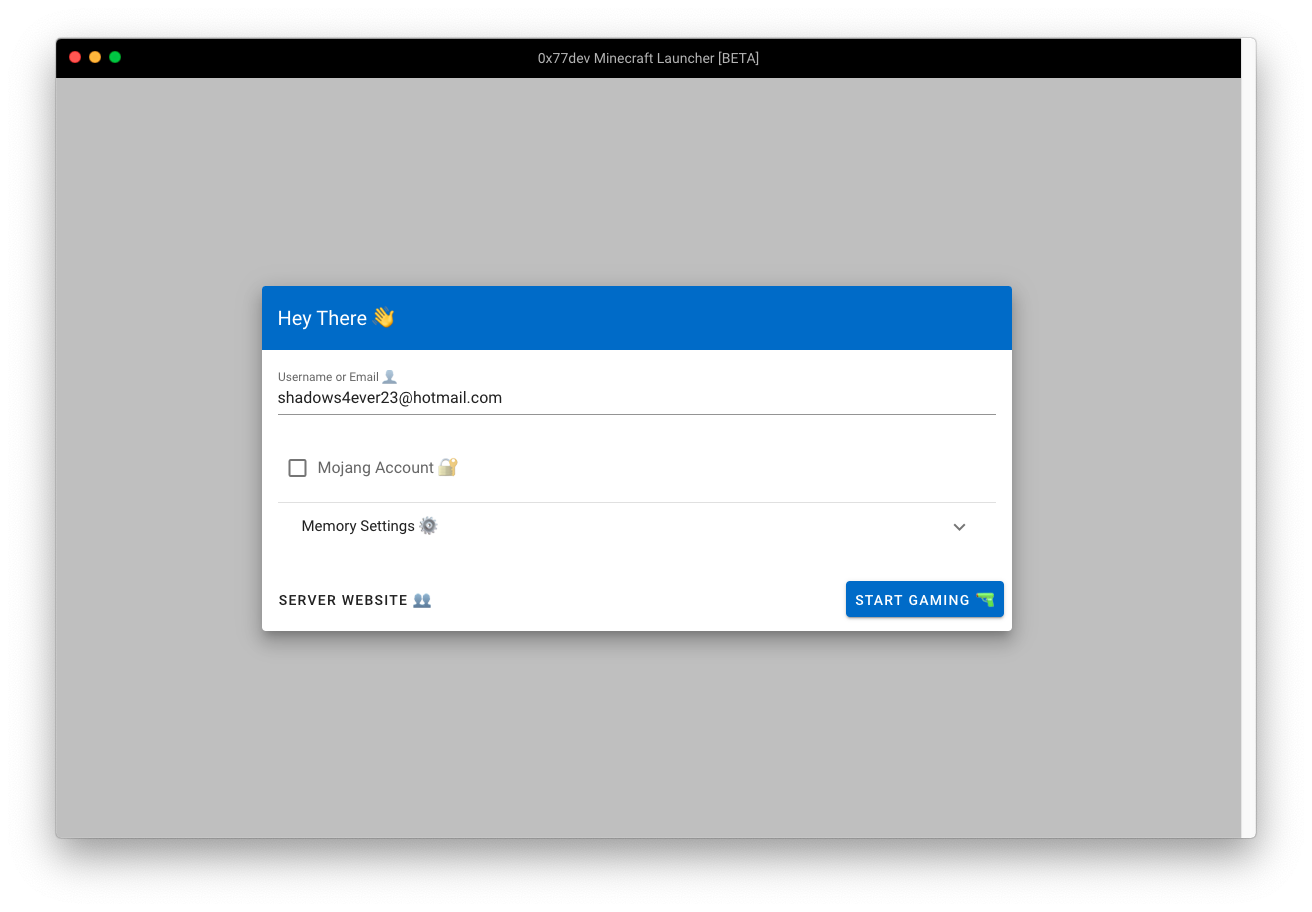 0x77dev Minecraft Launcher [BETA]
Hey There 👋
Username or Email 👤
shadows4ever23@hotmail.com
Mojang Account 🔐
Memory Settings ⚙️
SERVER WEBSITE 👥
START GAMING 🔫